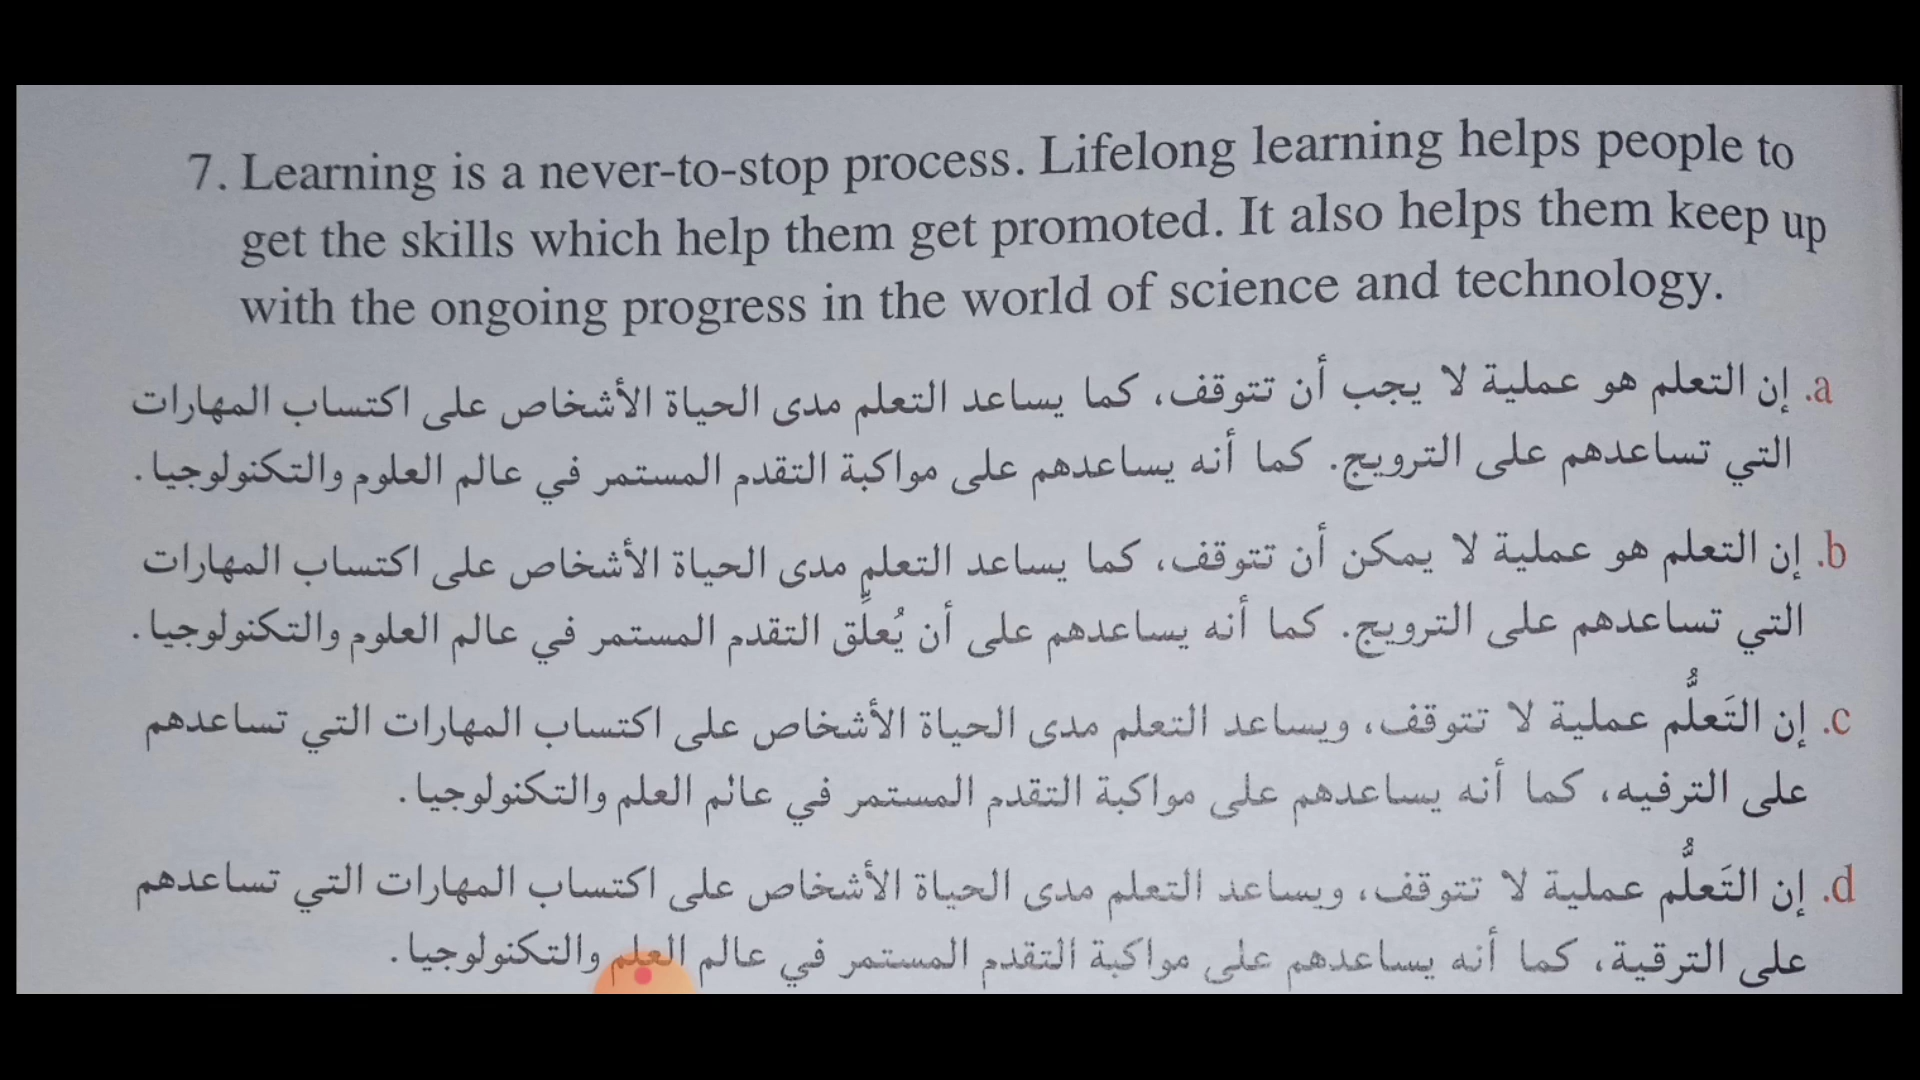 7. Learning is a never-to-stop process. Lifelong learning helps people to
get the skills which help them get promoted. It also helps them keep up
with the ongoing progress in the world of science and technology.
a. إن التعلم هو عملية لا يجب أن تتوقف، كما يساعد التعلم مدى الحياة الأشخاص على اكتساب المهارات
التي تساعدهم على الترويج. كما أنه يساعدهم على مواكبة التقدم المستمر في عالم العلوم والتكنولوجيا.
b. إن التعلم هو عملية لا يمكن أن تتوقف، كما يساعد التعلم مدى الحياة الأشخاص على اكتساب المهارات
التي تساعدهم على الترويج. كما أنه يساعدهم على أن يُعلِّق التقدم المستمر في عالم العلوم والتكنولوجيا.
c. إن التَعلُّم عملية لا تتوقف، ويساعد التعلم مدى الحياة الأشخاص على اكتساب المهارات التي تساعدهم
على الترفيه، كما أنه يساعدهم على مواكبة التقدم المستمر في عالم العلم والتكنولوجيا.
d. إن التَعلُّم عملية لا تتوقف، ويساعد التعلم مدى الحياة الأشخاص على اكتساب المهارات التي تساعدهم
على الترقية، كما أنه يساعدهم على مواكبة التقدم المستمر في عالم العلم والتكنولوجيا.